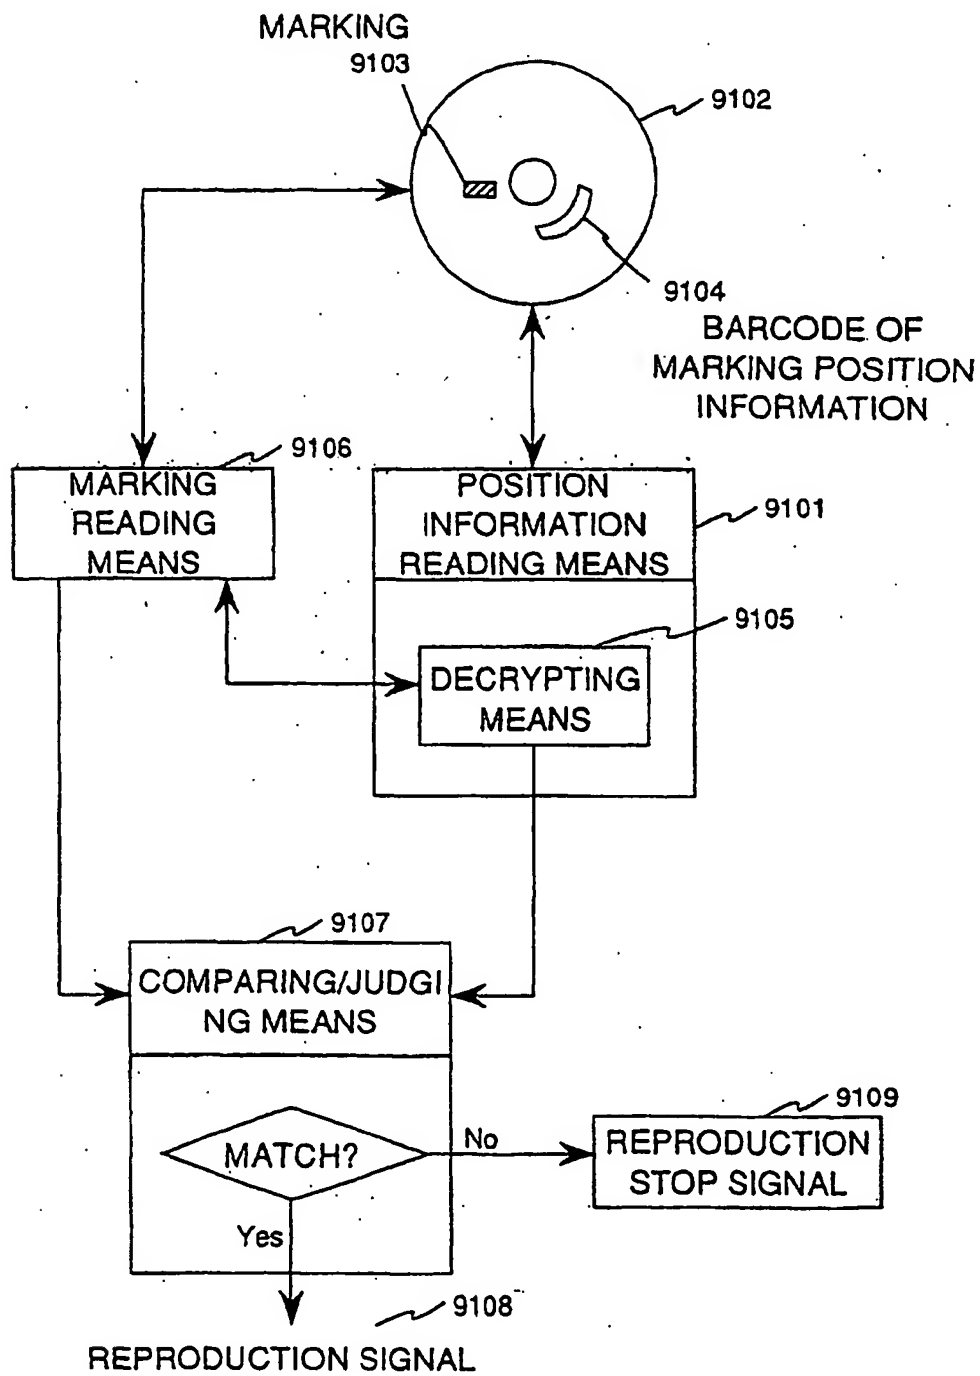 MARKING
9103
9102
9104
BARCODE OF
MARKING POSITION
INFORMATION
9106
MARKING
READING
MEANS
POSITION
INFORMATION
READING MEANS
9101
9105
DECRYPTING
MEANS
9107
COMPARING/JUDGI
NG MEANS
MATCH?
No
9109
REPRODUCTION
STOP SIGNAL
Yes
9108
REPRODUCTION SIGNAL